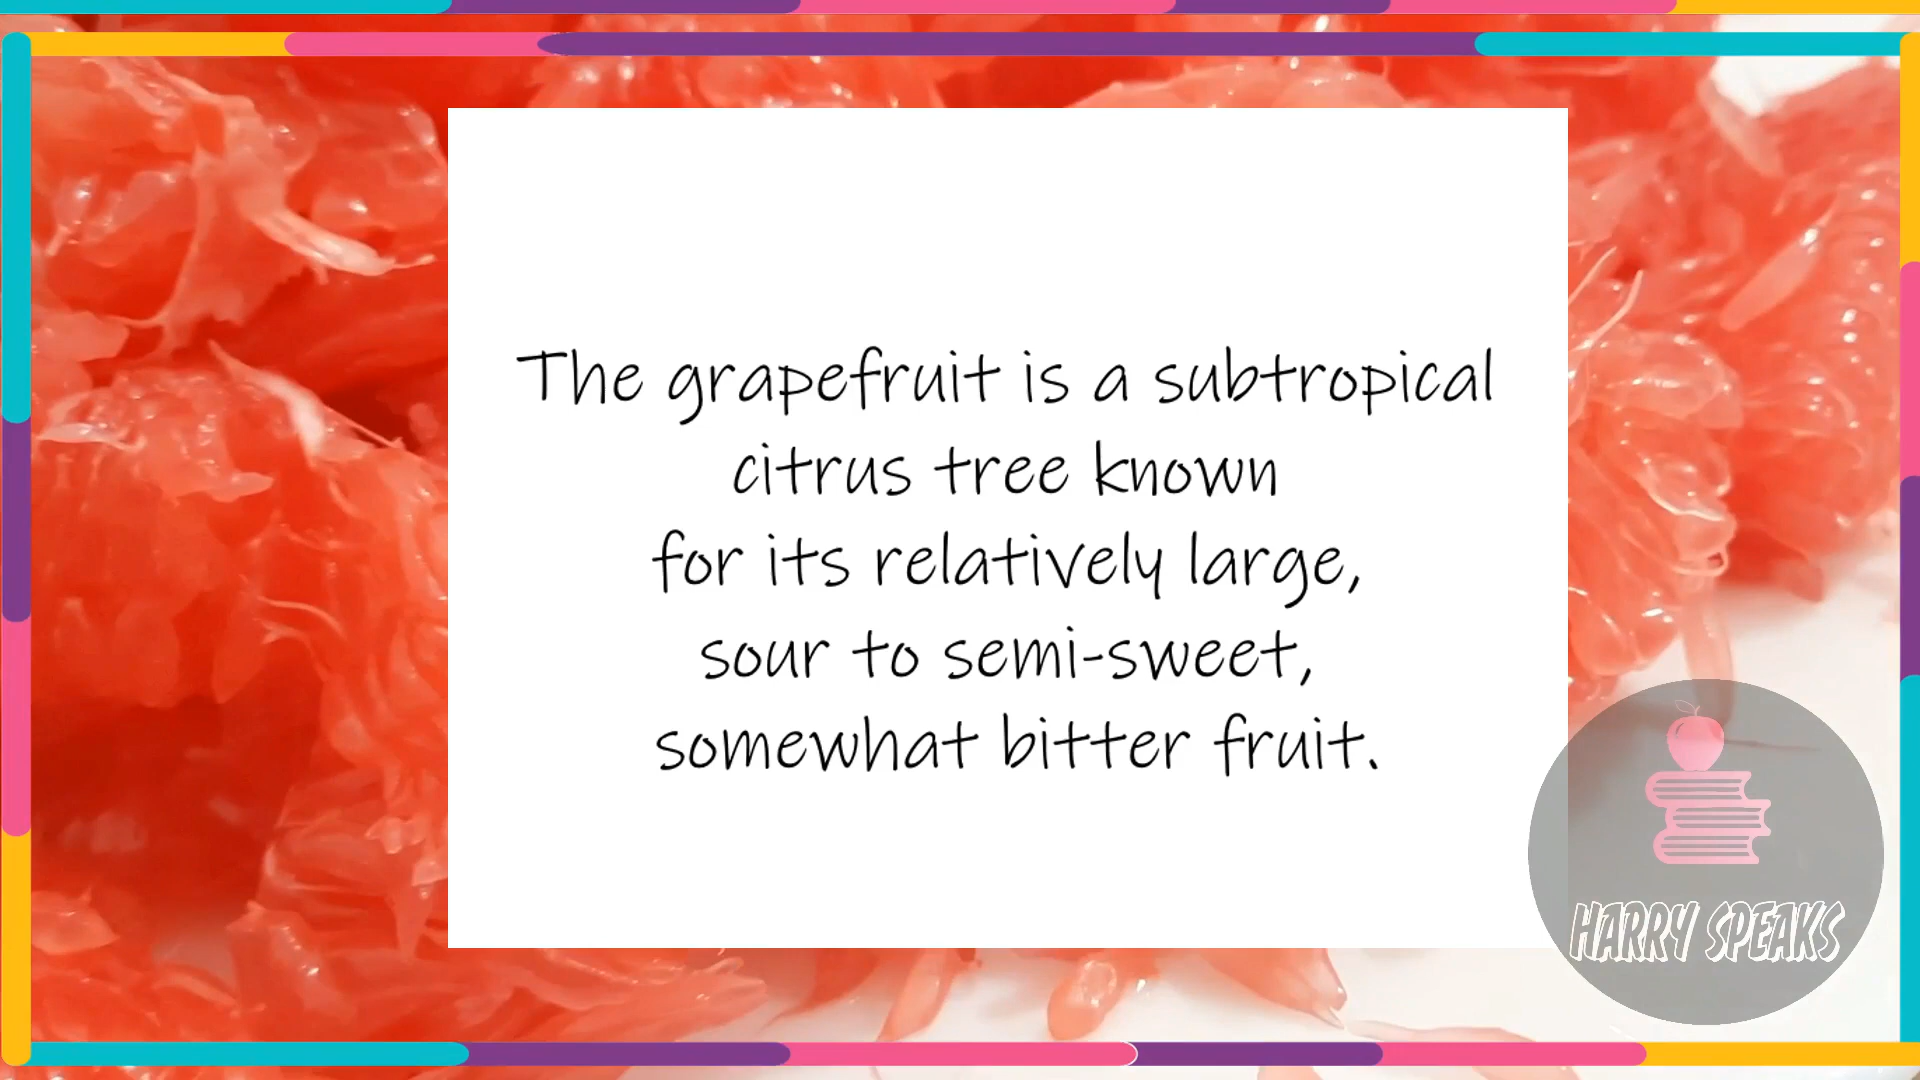 The grapefruit is a subtropical
citrus tree known
for its relatively large,
sour to semi-sweet,
somewhat bitter fruit.
HARRY SPEAKS